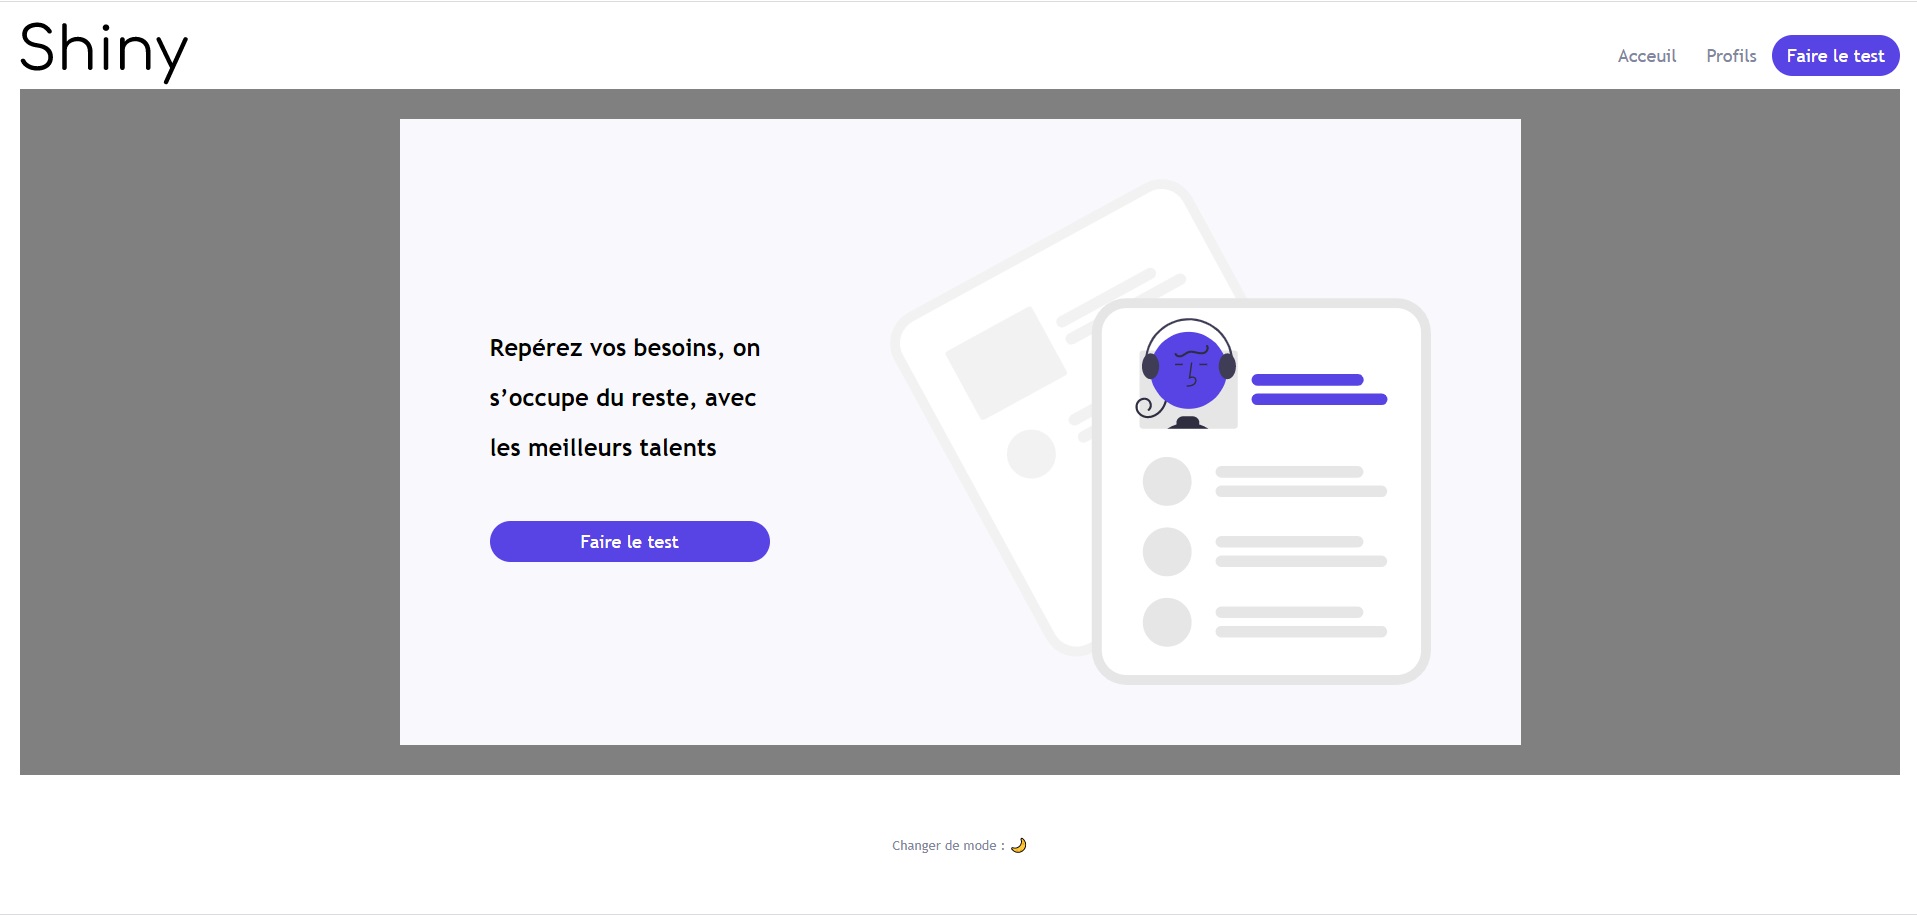 Shiny
Acceuil
Profils
Faire le test
Repérez vos besoins, on
s’occupe du reste, avec
les meilleurs talents
Faire le test
Changer de mode : 🌙